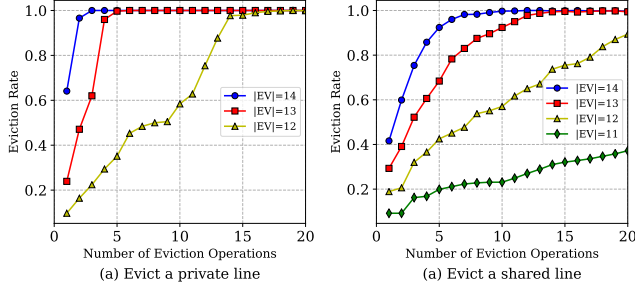 1.0
0.8
0.6
0.4
0.2
Eviction Rate
|EV|=14
|EV|=13
|EV|=12
0 5 10 15 20
Number of Eviction Operations
(a) Evict a private line
1.0
0.8
0.6
0.4
0.2
Eviction Rate
|EV|=14
|EV|=13
|EV|=12
|EV|=11
0 5 10 15 20
Number of Eviction Operations
(a) Evict a shared line